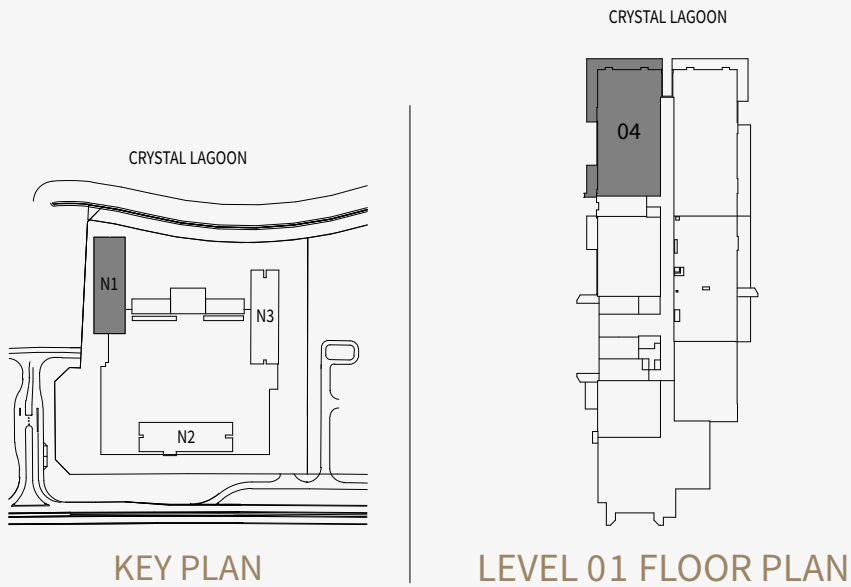 CRYSTAL LAGOON
N1
N3
N2
KEY PLAN
CRYSTAL LAGOON
04
LEVEL 01 FLOOR PLAN